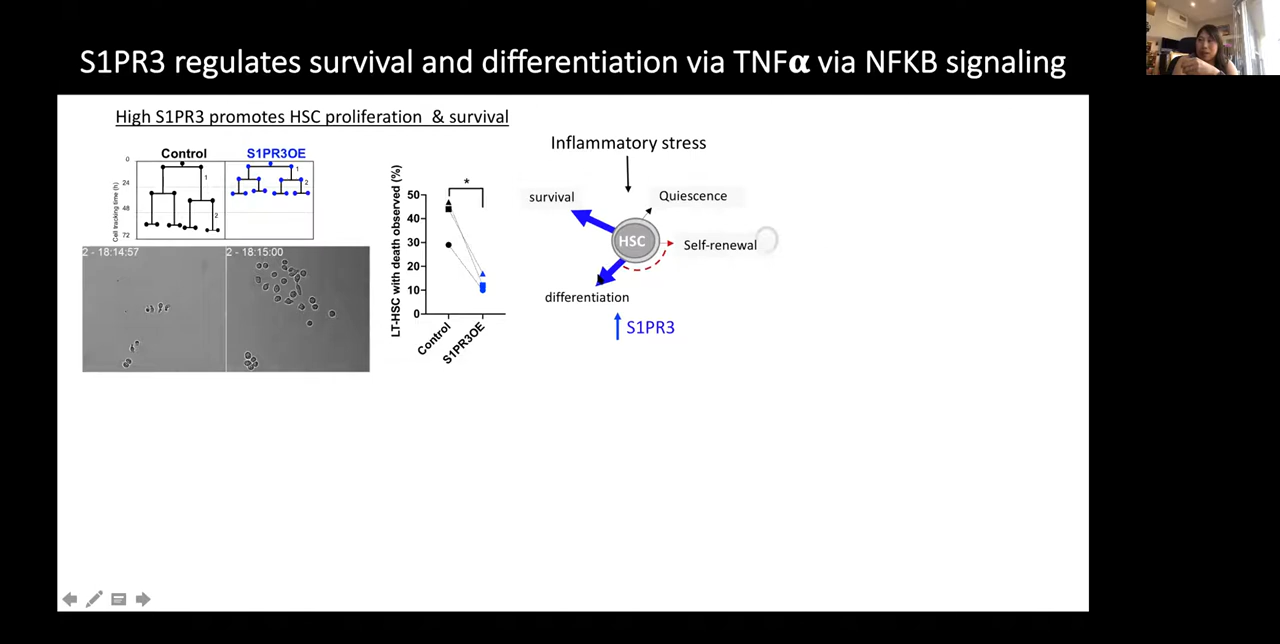 S1PR3 regulates survival and differentiation via TNFα via NFKB signaling
High S1PR3 promotes HSC proliferation & survival
Control
S1PR3OE
0
24
48
72
Cell tracking time (h)
1
2
1
2
2 - 18:14:57
2 - 18:15:00
LT-HSC with death observed (%)
50
40
30
20
10
0
*
Control
S1PR3OE
Inflammatory stress
survival
Quiescence
HSC
Self-renewal
differentiation
S1PR3